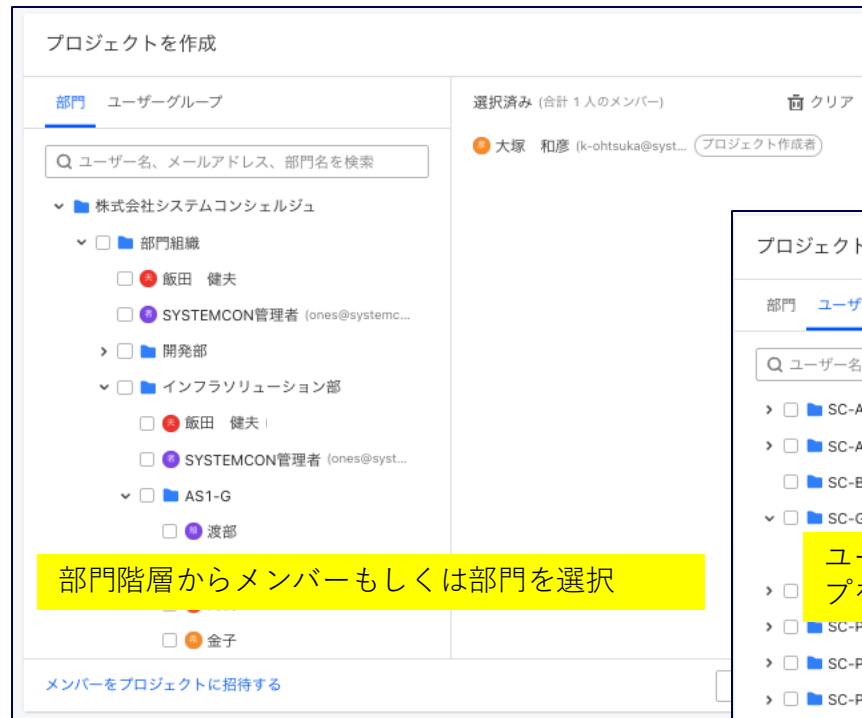 プロジェクトを作成
部門 ユーザーグループ
ユーザー名、メールアドレス、部門名を検索
株式会社システムコンシェルジュ
部門組織
飯田 健夫
SYSTEMCON管理者 (ones@systemc...
開発部
インフラソリューション部
飯田 健夫
SYSTEMCON管理者 (ones@syst...
AS1-G
渡部
部門階層からメンバーもしくは部門を選択
金子
メンバーをプロジェクトに招待する
選択済み (合計 1 人のメンバー) クリア
大塚 和彦 (k-ohtsuka@syst... プロジェクト作成者
プロジェクト
部門 ユーザ
ユーザー名
SC-A
SC-A
SC-B
SC-G
ユー
プを
SC-P
SC-P
SC-P